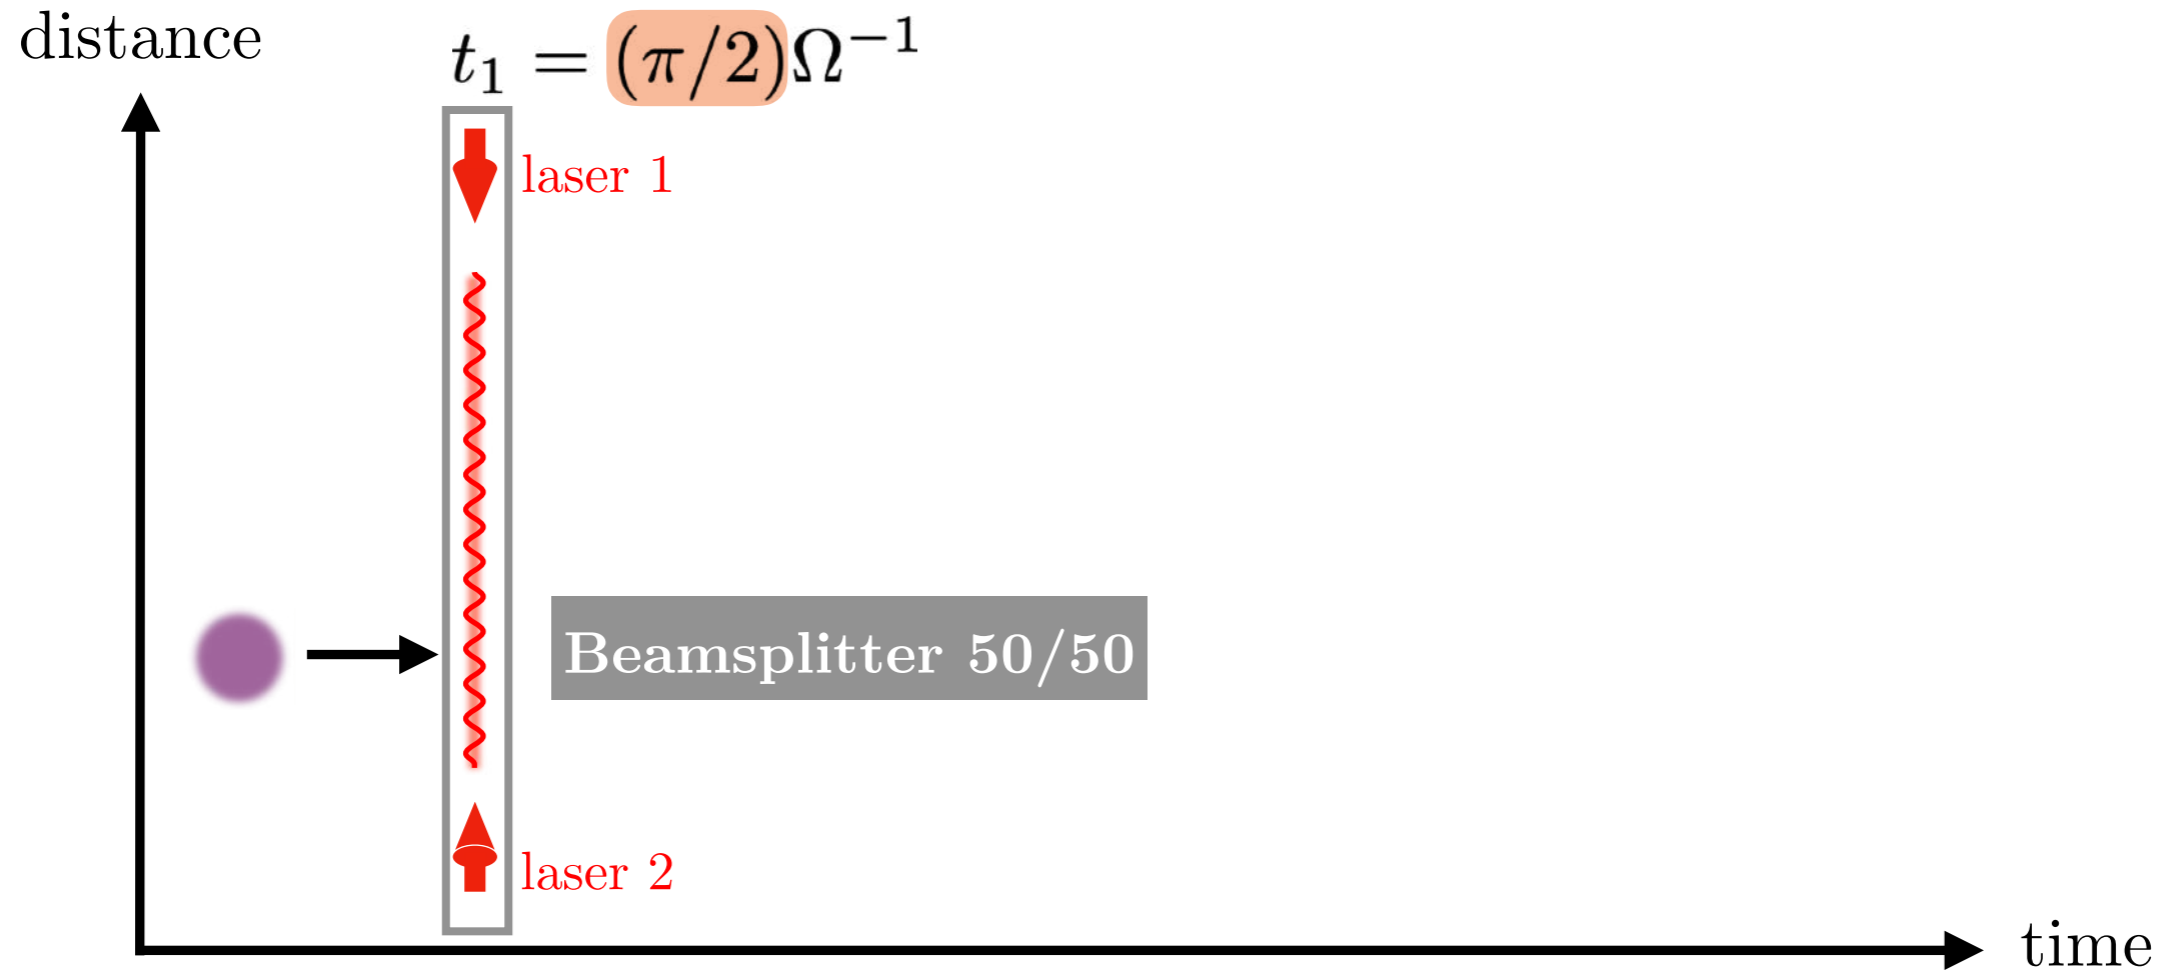 distance
t₁ = (π/2)Ω⁻¹
laser 1
Beamsplitter 50/50
laser 2
time